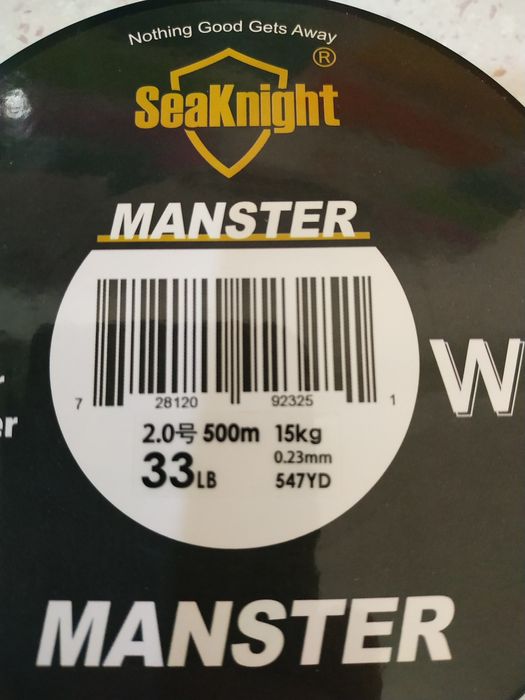 Nothing Good Gets Away
SeaKnight®
MANSTER
7 28120 92325 1
2.0号 500m 15kg
33LB 0.23mm
547YD
W
er
MANSTER